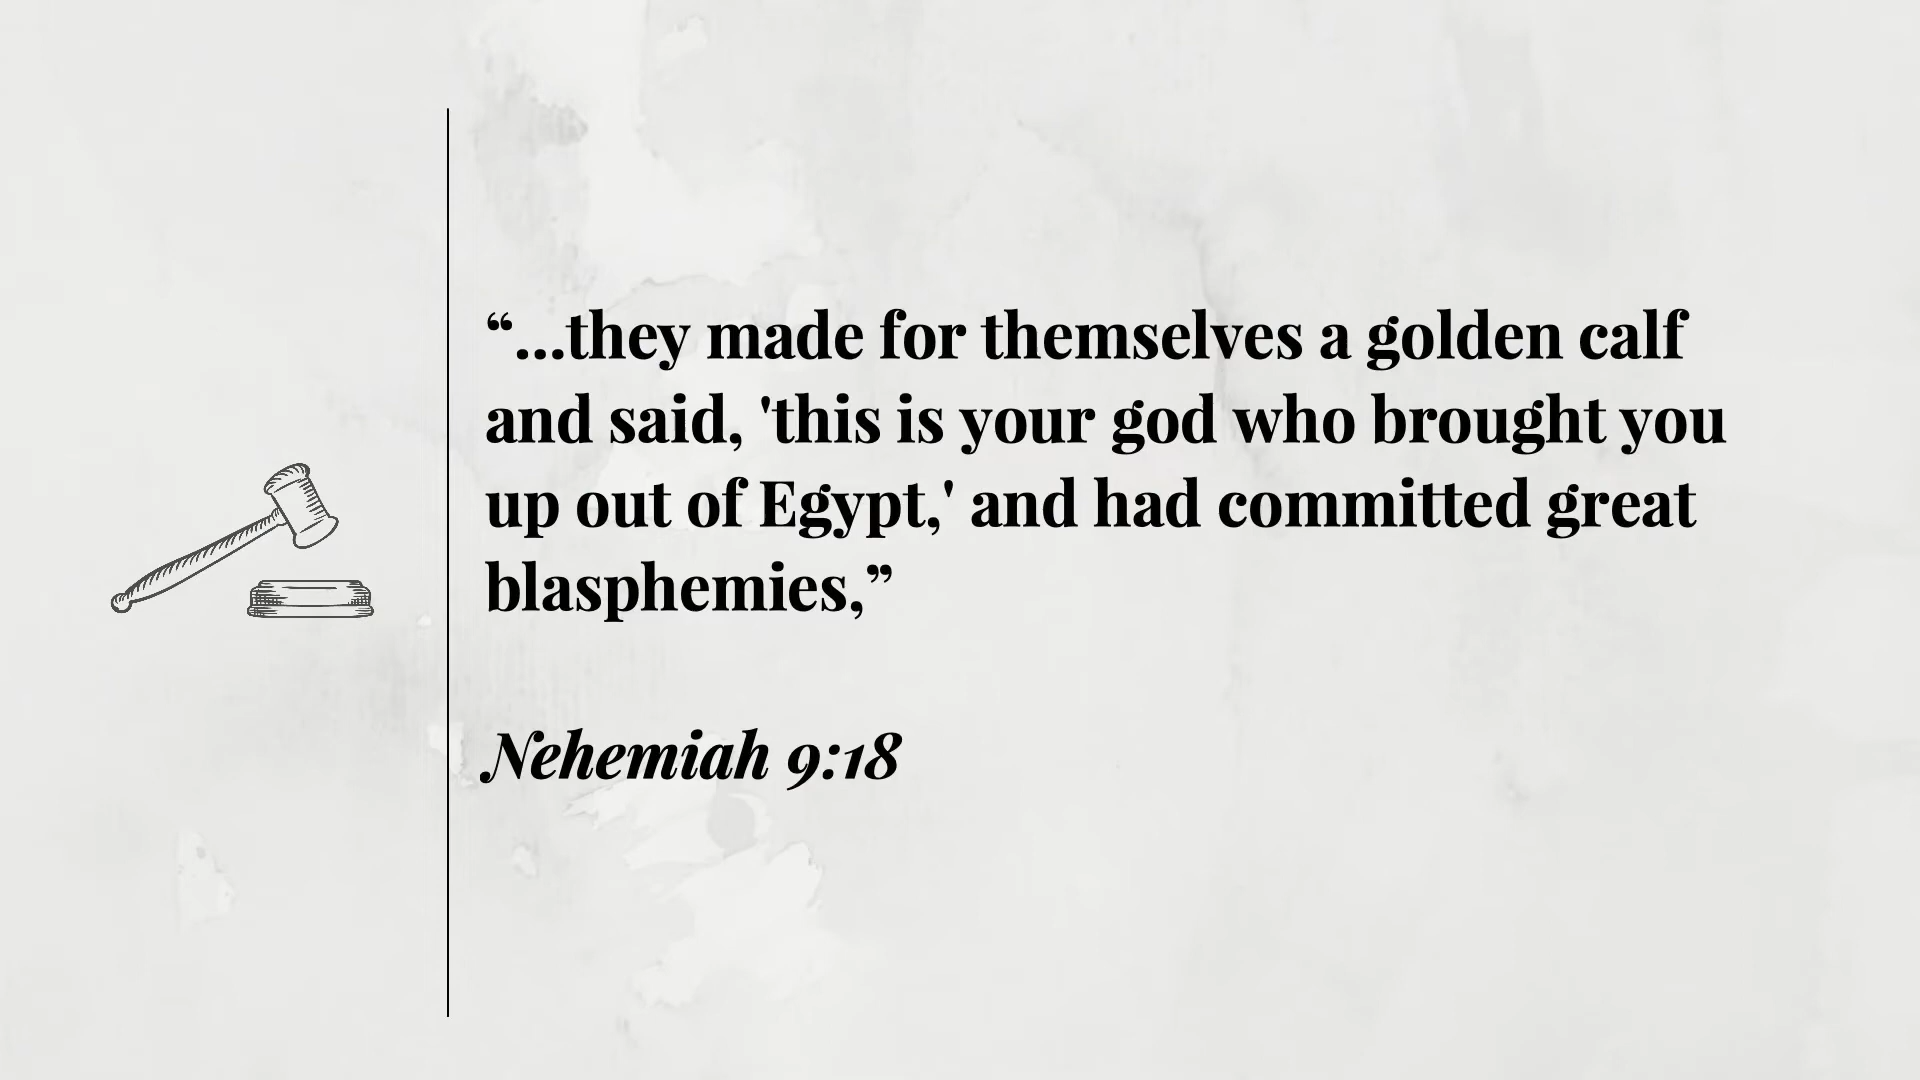 “...they made for themselves a golden calf
and said, 'this is your god who brought you
up out of Egypt,' and had committed great
blasphemies,”
Nehemiah 9:18